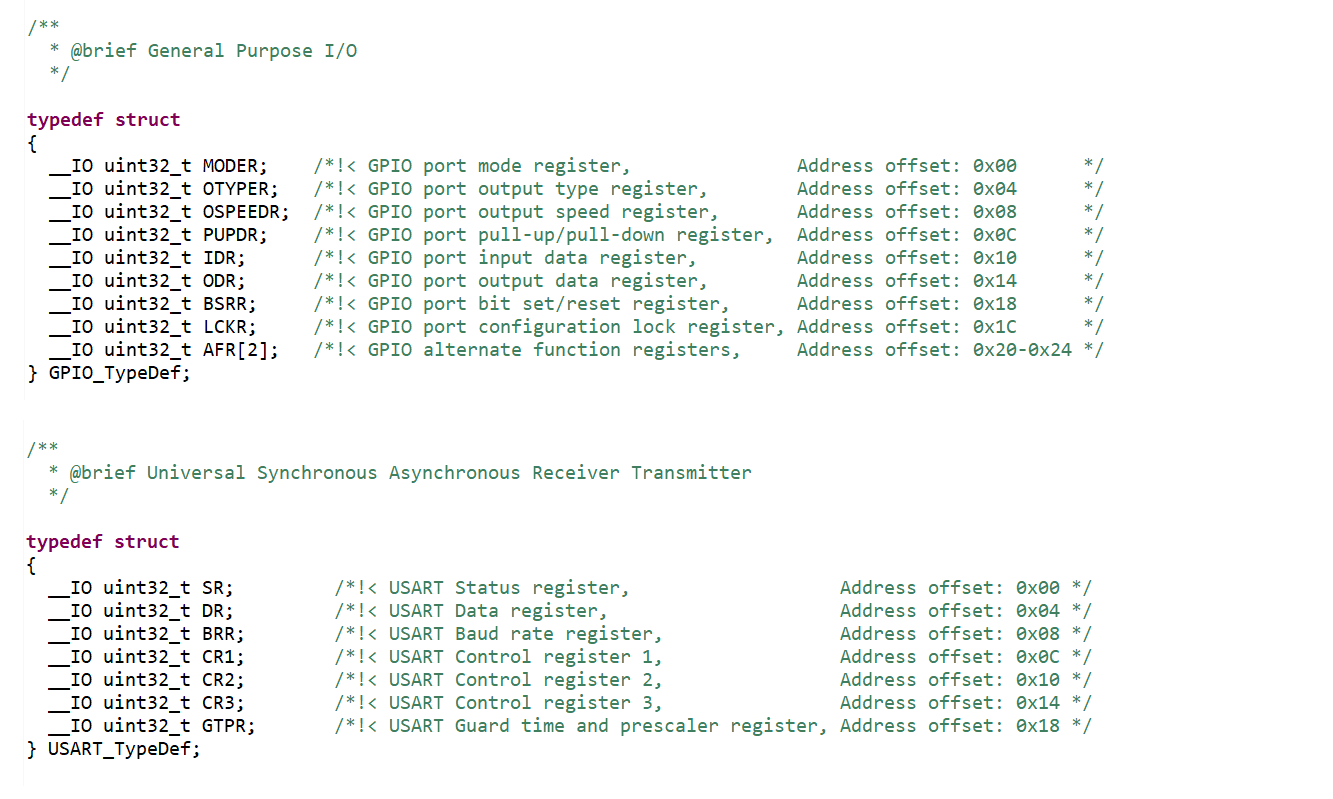 /**
  * @brief General Purpose I/O
  */

typedef struct
{
  __IO uint32_t MODER;    /*!< GPIO port mode register,               Address offset: 0x00      */
  __IO uint32_t OTYPER;   /*!< GPIO port output type register,        Address offset: 0x04      */
  __IO uint32_t OSPEEDR;  /*!< GPIO port output speed register,       Address offset: 0x08      */
  __IO uint32_t PUPDR;    /*!< GPIO port pull-up/pull-down register,  Address offset: 0x0C      */
  __IO uint32_t IDR;      /*!< GPIO port input data register,         Address offset: 0x10      */
  __IO uint32_t ODR;      /*!< GPIO port output data register,        Address offset: 0x14      */
  __IO uint32_t BSRR;     /*!< GPIO port bit set/reset register,      Address offset: 0x18      */
  __IO uint32_t LCKR;     /*!< GPIO port configuration lock register, Address offset: 0x1C      */
  __IO uint32_t AFR[2];   /*!< GPIO alternate function registers,     Address offset: 0x20-0x24 */
} GPIO_TypeDef;

/**
  * @brief Universal Synchronous Asynchronous Receiver Transmitter
  */

typedef struct
{
  __IO uint32_t SR;         /*!< USART Status register,                   Address offset: 0x00 */
  __IO uint32_t DR;         /*!< USART Data register,                     Address offset: 0x04 */
  __IO uint32_t BRR;        /*!< USART Baud rate register,                Address offset: 0x08 */
  __IO uint32_t CR1;        /*!< USART Control register 1,                Address offset: 0x0C */
  __IO uint32_t CR2;        /*!< USART Control register 2,                Address offset: 0x10 */
  __IO uint32_t CR3;        /*!< USART Control register 3,                Address offset: 0x14 */
  __IO uint32_t GTPR;       /*!< USART Guard time and prescaler register, Address offset: 0x18 */
} USART_TypeDef;